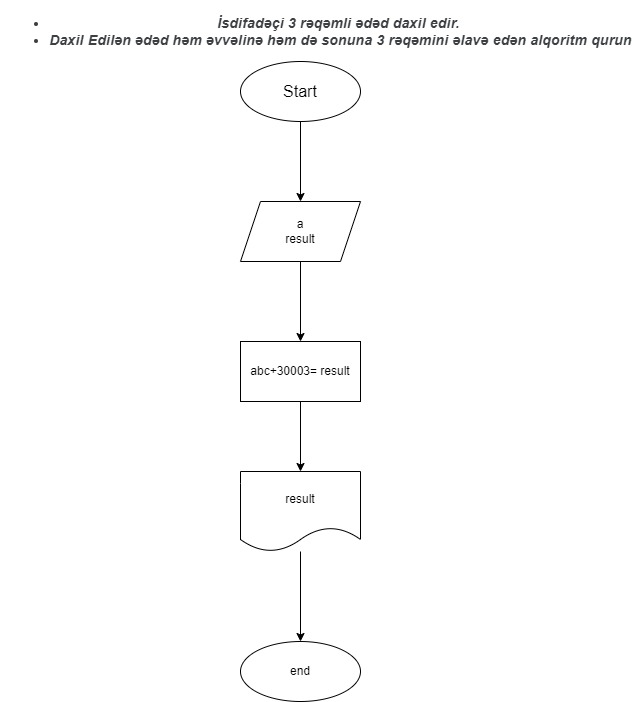 İsdifadəçi 3 rəqəmli ədəd daxil edir.
Daxil Edilən ədəd həm əvvəlinə həm də sonuna 3 rəqəmini əlavə edən alqoritm qurun
Start
a
result
abc+30003= result
result
end